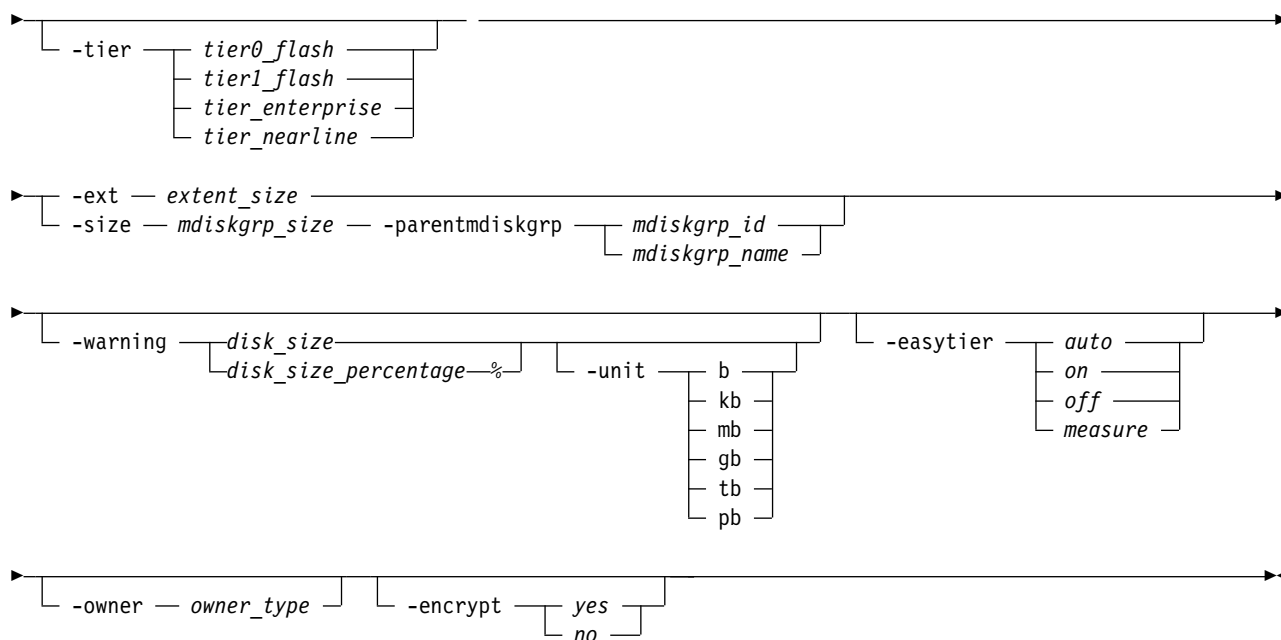 -tier tier0_flash
tier1_flash
tier_enterprise
tier_nearline
-ext extent_size
-size mdiskgrp_size -parentmdiskgrp mdiskgrp_id
mdiskgrp_name
-warning disk_size -easytier auto
disk_size_percentage % -unit b on
kb off
mb measure
gb
tb
pb
-owner owner_type -encrypt yes
no